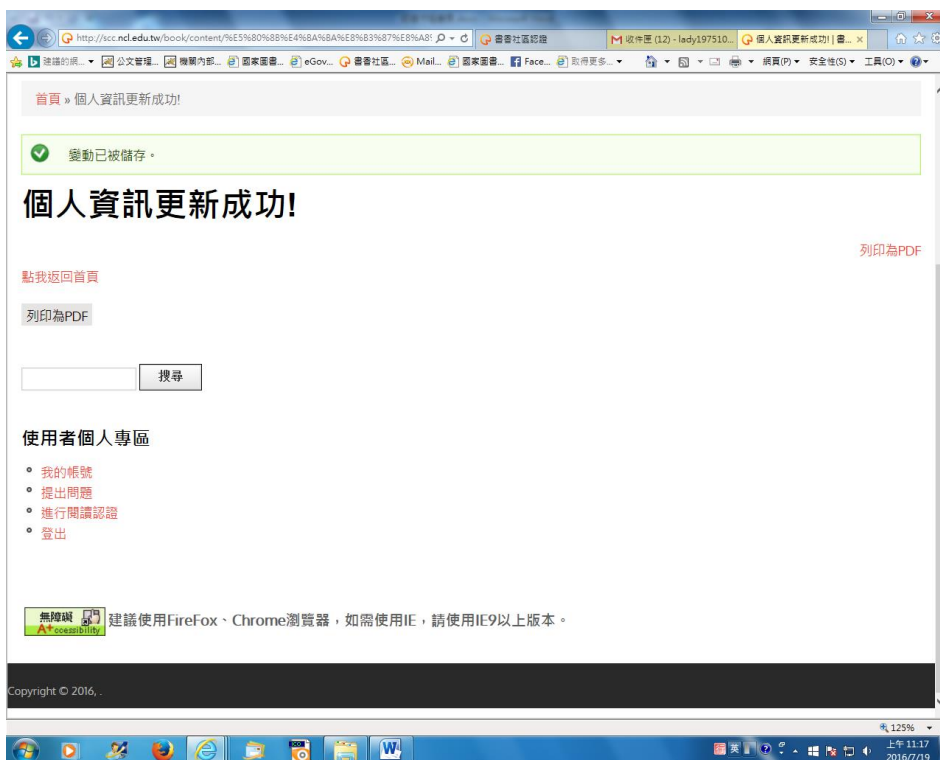 http://scc.ncl.edu.tw/book/content/%E5%80%8B%E4%BA%BA%E8%B3%87%E8%A8
書香社區認證
收件匣 (12) - lady197510...
個人資訊更新成功! | 書...
建議的網...
公文管理...
機關內部...
國家圖書...
eGov...
書香社區...
Mail...
國家圖書...
Face...
取得更多...
網頁(P)
安全性(S)
工具(O)
首頁 » 個人資訊更新成功!
變動已被儲存。
個人資訊更新成功!
列印為PDF
點我返回首頁
列印為PDF
搜尋
使用者個人專區
我的帳號
提出問題
進行閱讀認證
登出
無障礙
A+ccessibility
建議使用FireFox、Chrome瀏覽器，如需使用IE，請使用IE9以上版本。
Copyright © 2016, .
125%
英
上午 11:17
2016/7/19